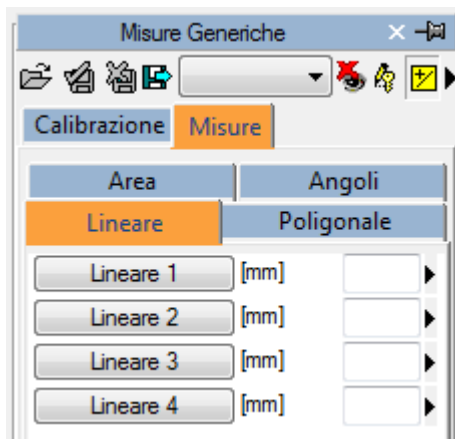 Misure Generiche
Calibrazione Misure
Area Angoli
Lineare Poligonale
Lineare 1 [mm]
Lineare 2 [mm]
Lineare 3 [mm]
Lineare 4 [mm]